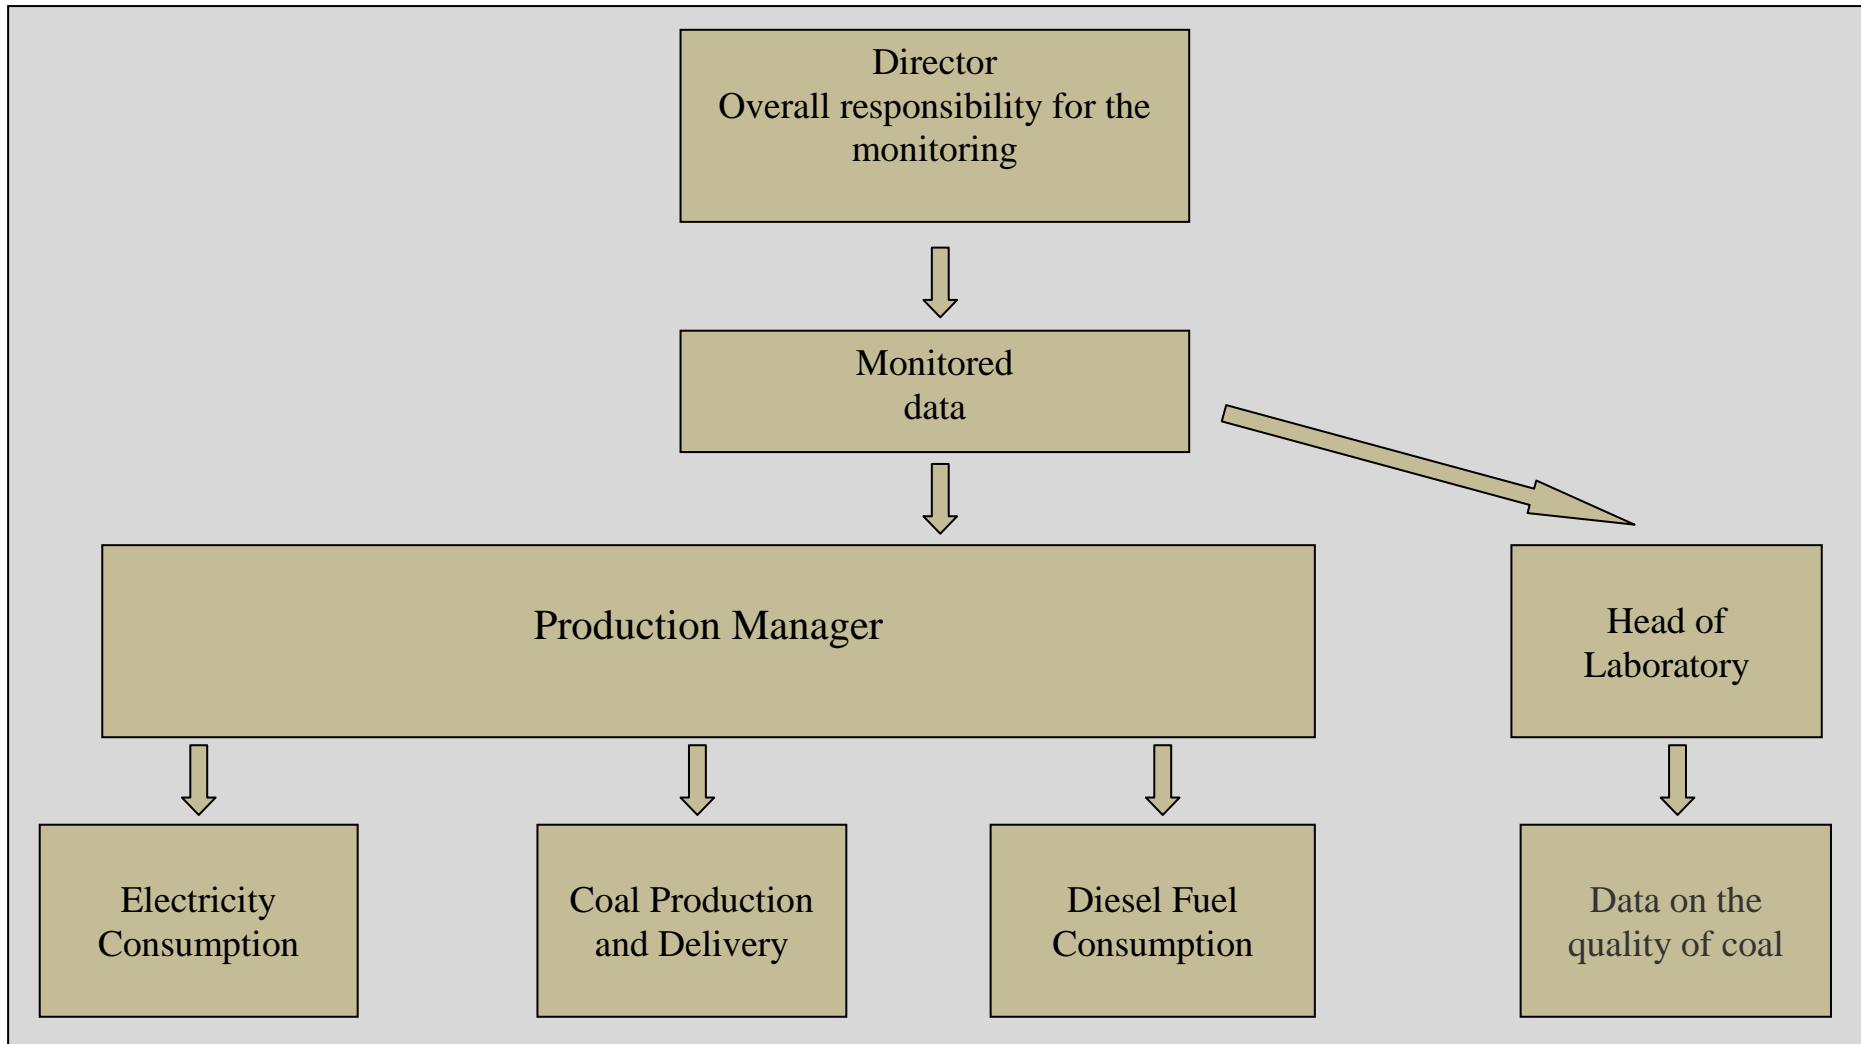 Director
Overall responsibility for the
monitoring
Monitored
data
Production Manager
Head of
Laboratory
Electricity
Consumption
Coal Production
and Delivery
Diesel Fuel
Consumption
Data on the
quality of coal